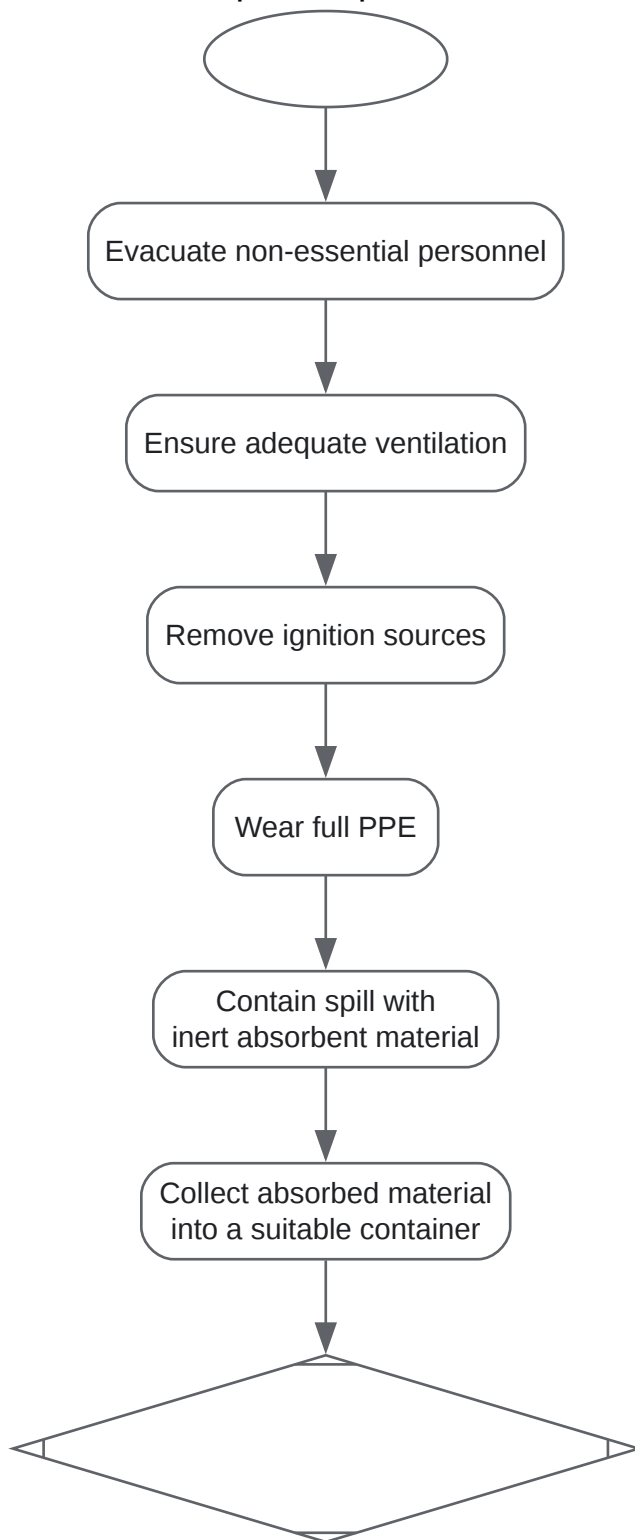 Evacuate non-essential personnel
Ensure adequate ventilation
Remove ignition sources
Wear full PPE
Contain spill with
inert absorbent material
Collect absorbed material
into a suitable container